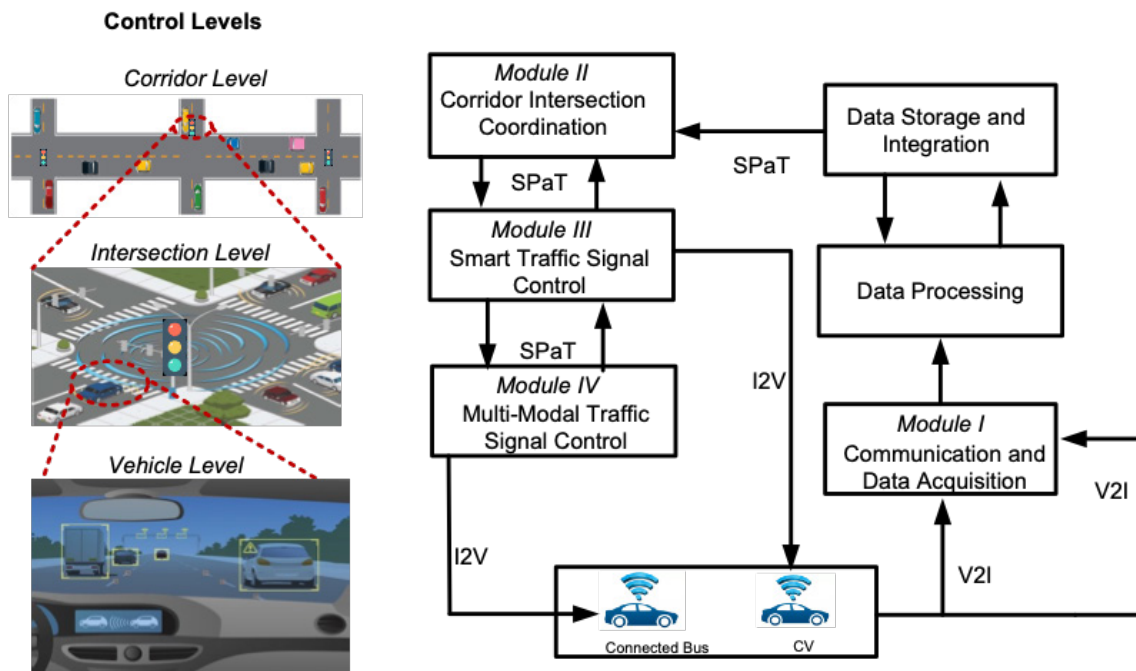 Control Levels
Corridor Level
Intersection Level
Vehicle Level
Module II
Corridor Intersection
Coordination
SPaT
Module III
Smart Traffic Signal
Control
SPaT
Module IV
Multi-Modal Traffic
Signal Control
I2V
I2V
SPaT
Data Storage and
Integration
Data Processing
Module I
Communication and
Data Acquisition
V2I
V2I
Connected Bus
CV